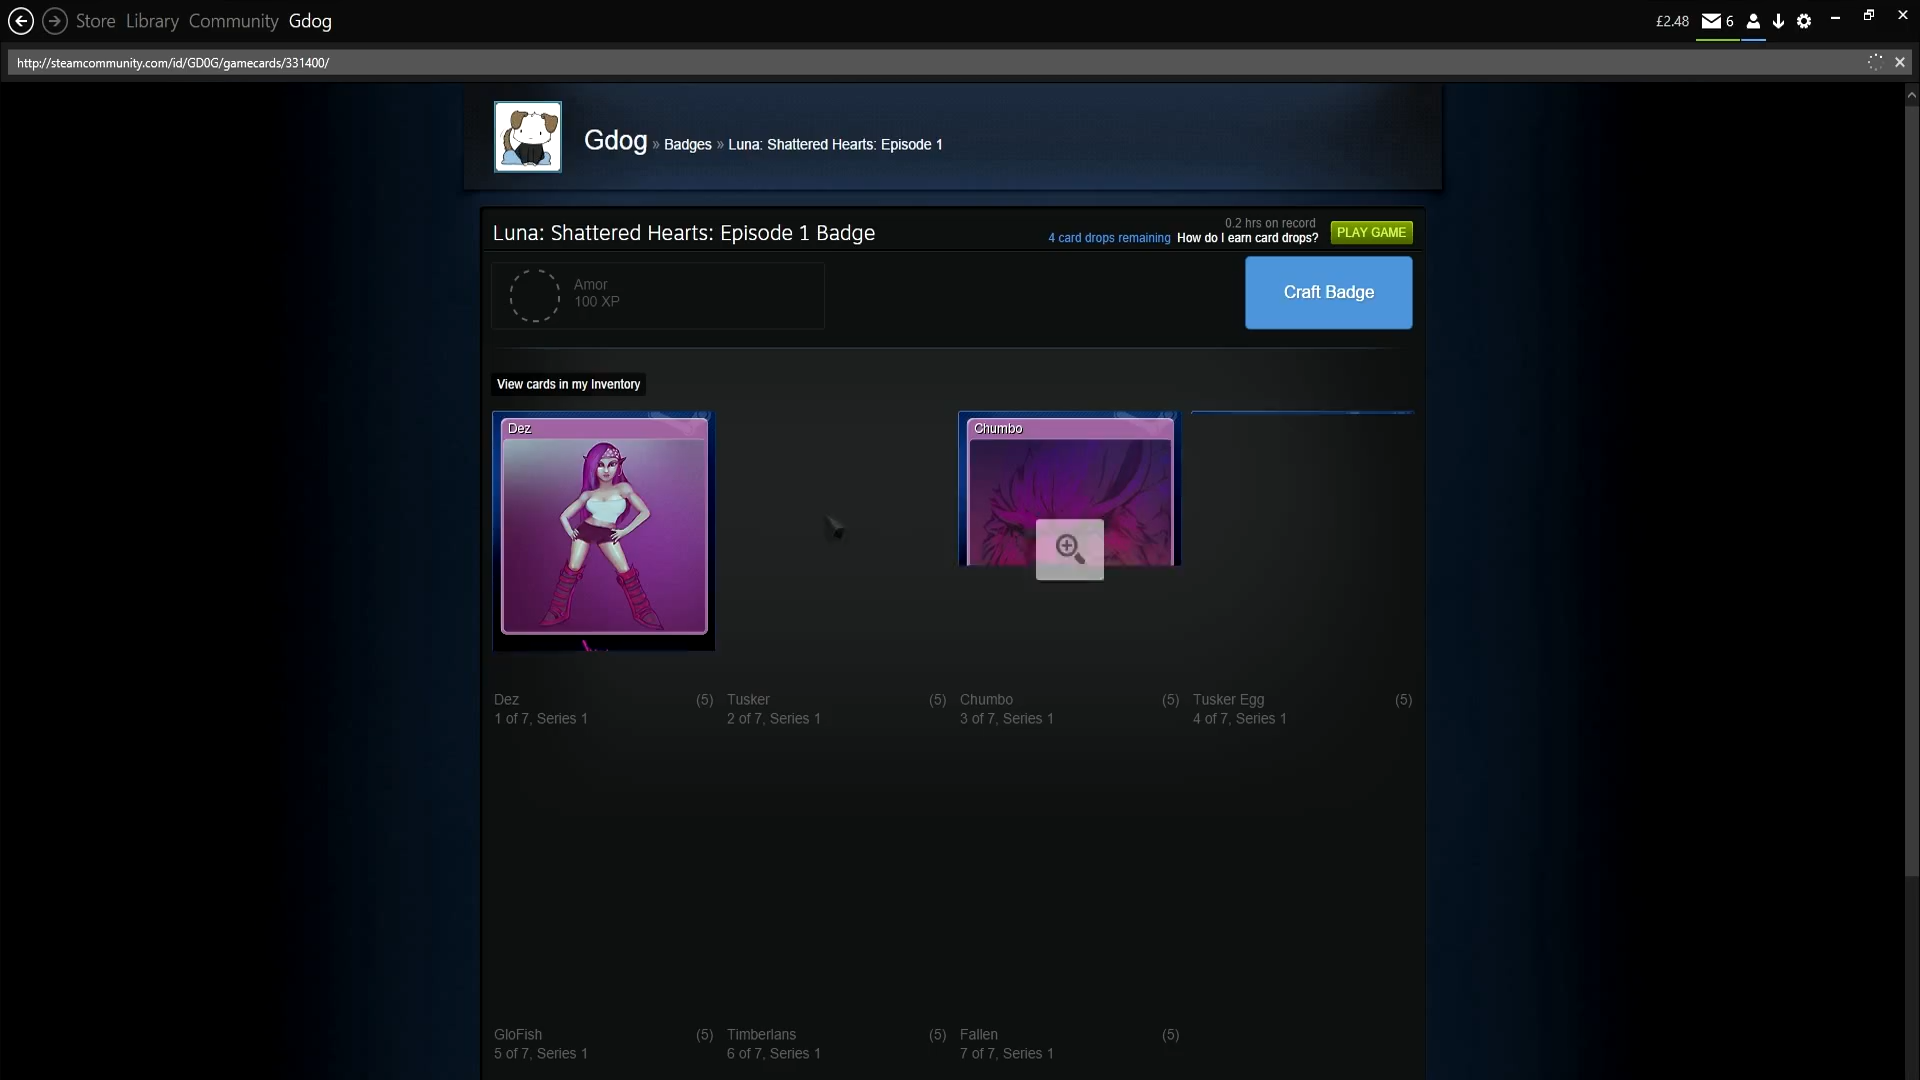 Store Library Community Gdog
£2.48 6
http://steamcommunity.com/id/GD0G/gamecards/331400/
Gdog » Badges » Luna: Shattered Hearts: Episode 1
Luna: Shattered Hearts: Episode 1 Badge
0.2 hrs on record
4 card drops remaining How do I earn card drops?
PLAY GAME
Amor
100 XP
Craft Badge
View cards in my Inventory
Dez
Chumbo
Dez (5) Tusker (5) Chumbo (5) Tusker Egg (5)
1 of 7, Series 1 2 of 7, Series 1 3 of 7, Series 1 4 of 7, Series 1
GloFish (5) Timberlans (5) Fallen (5)
5 of 7, Series 1 6 of 7, Series 1 7 of 7, Series 1